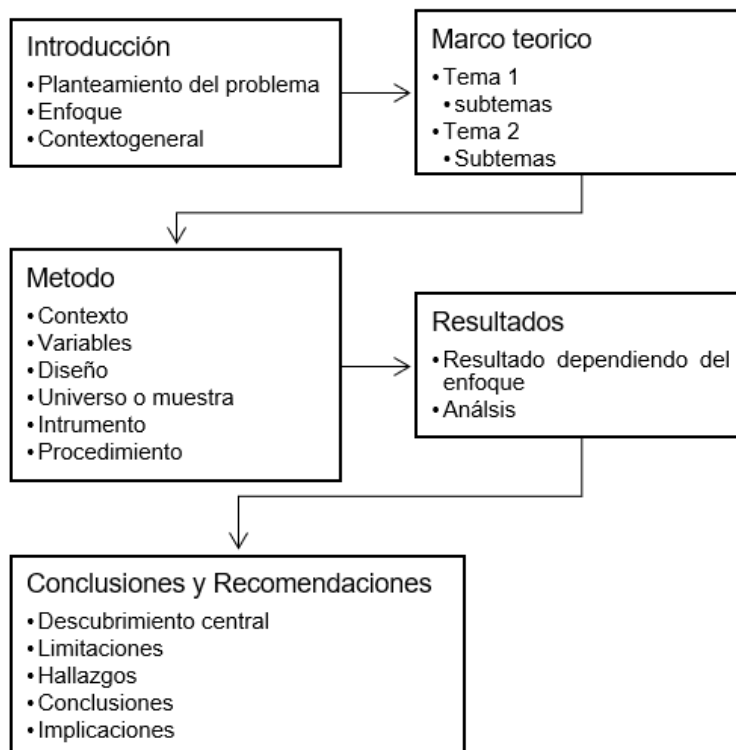 Introducción
• Planteamiento del problema
• Enfoque
• Contextogeneral
Marco teorico
• Tema 1
• subtemas
• Tema 2
• Subtemas
Metodo
• Contexto
• Variables
• Diseño
• Universo o muestra
• Intrumento
• Procedimiento
Resultados
• Resultado dependiendo del
enfoque
• Análsis
Conclusiones y Recomendaciones
• Descubrimiento central
• Limitaciones
• Hallazgos
• Conclusiones
• Implicaciones